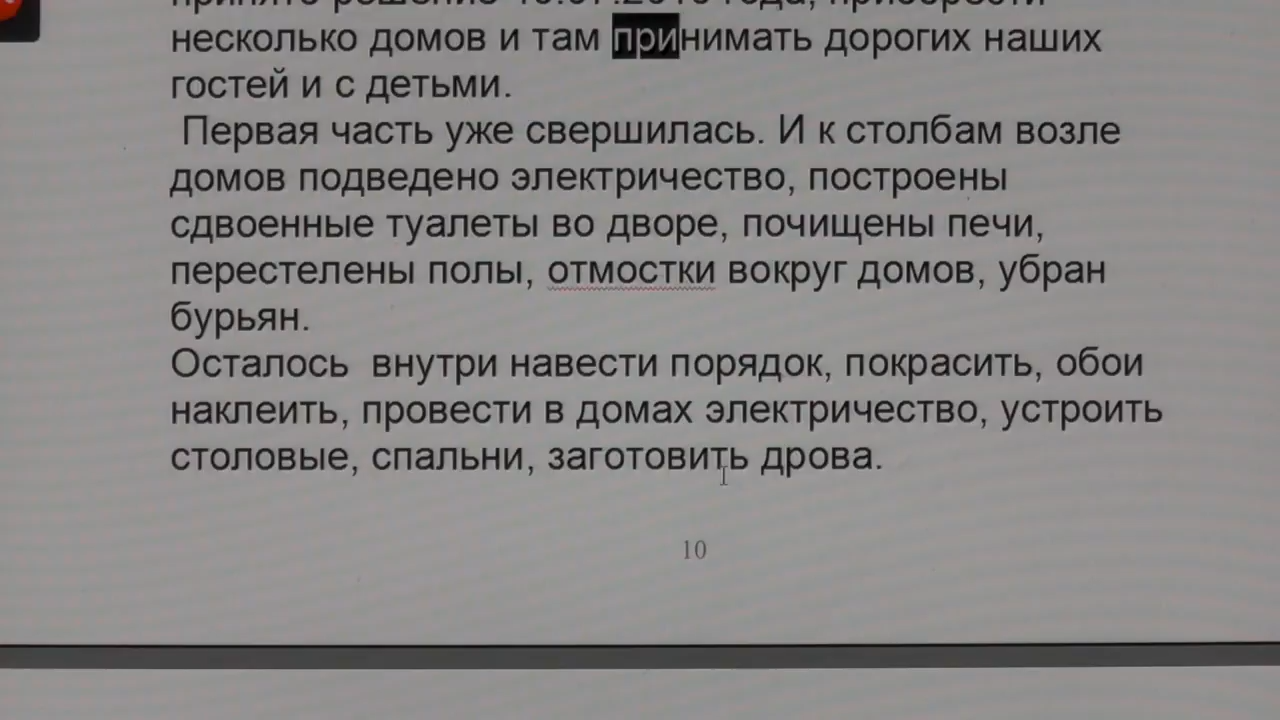 несколько домов и там принимать дорогих наших
гостей и с детьми.
Первая часть уже свершилась. И к столбам возле
домов подведено электричество, построены
сдвоенные туалеты во дворе, почищены печи,
перестелены полы, отмостки вокруг домов, убран
бурьян.
Осталось внутри навести порядок, покрасить, обои
наклеить, провести в домах электричество, устроить
столовые, спальни, заготовить дрова.
10